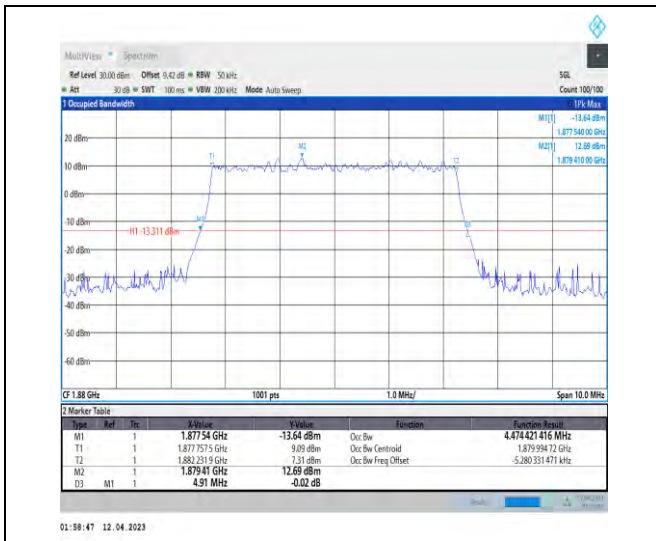 MultiView Spectrum
Ref Level 30.00 dBm Offset 9.42 dB RBW 50 kHz SGL
Att 30 dB SWT 100 ms VBW 200 kHz Mode Auto Sweep Count 100/100
1 Occupied Bandwidth 1Pk Max
M1[1] -13.64 dBm
1.877 540 00 GHz
M2[1] 12.69 dBm
1.879 410 00 GHz
20 dBm
M2
T1 T2
10 dBm
0 dBm
-10 dBm
M1
H1 -13.311 dBm
-20 dBm
-30 dBm
-40 dBm
-50 dBm
-60 dBm
CF 1.88 GHz 1001 pts 1.0 MHz/ Span 10.0 MHz
2 Marker Table
Type Ref Trc X-Value Y-Value Function Function Result
M1 1 1.877 54 GHz -13.64 dBm Occ Bw 4.474 421 416 MHz
T1 1 1.877 757 5 GHz 9.09 dBm Occ Bw Centroid 1.879 994 72 GHz
T2 1 1.882 231 9 GHz 7.31 dBm Occ Bw Freq Offset -5.280 331 471 kHz
M2 1 1.879 41 GHz 12.69 dBm
D3 M1 1 4.91 MHz -0.02 dB
01:58:47 12.04.2023